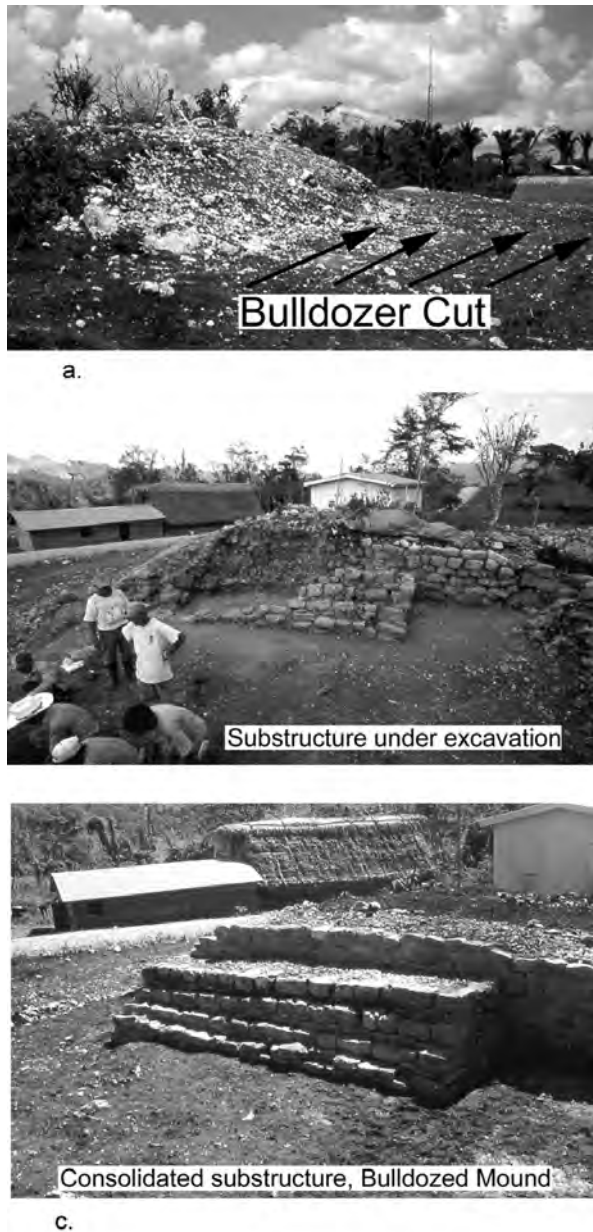 Bulldozer Cut
a.
Substructure under excavation
Consolidated substructure, Bulldozed Mound
c.